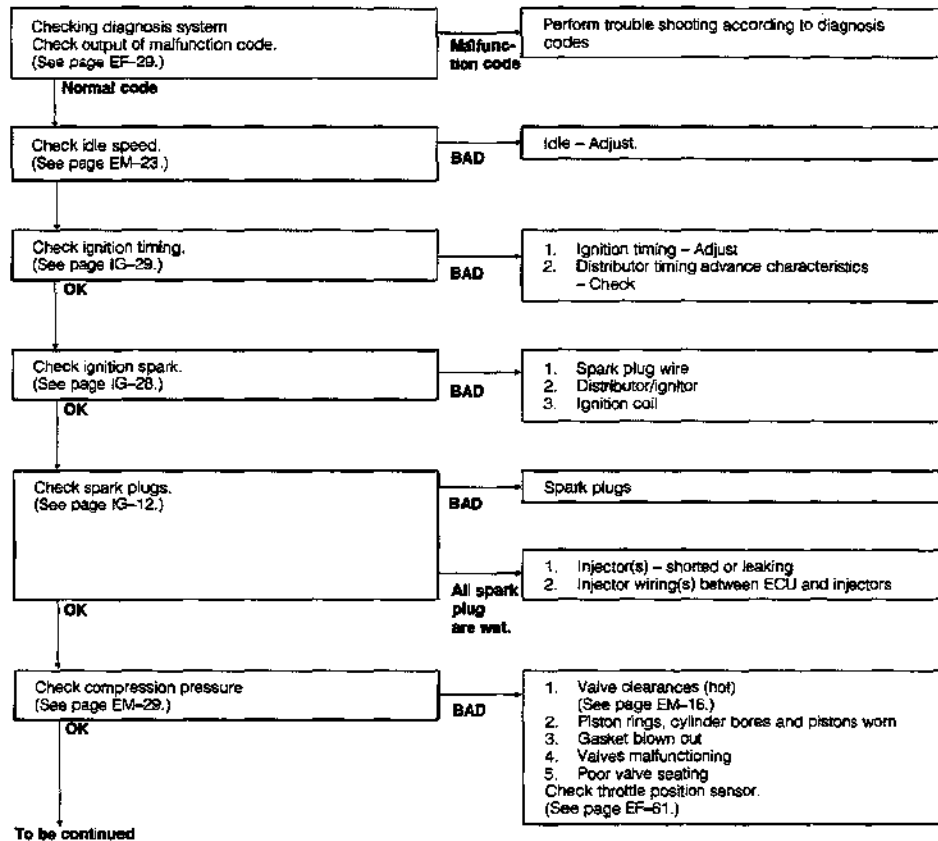 Checking diagnosis system
Check output of malfunction code.
(See page EF–29.)
Malfunc-
tion code
Perform trouble shooting according to diagnosis
codes
Normal code
Check idle speed.
(See page EM–23.)
BAD
Idle – Adjust.
Check ignition timing.
(See page IG–29.)
BAD
1. Ignition timing – Adjust
2. Distributor timing advance characteristics
– Check
OK
Check ignition spark.
(See page IG–28.)
BAD
1. Spark plug wire
2. Distributor/ignitor
3. Ignition coil
OK
Check spark plugs.
(See page IG–12.)
BAD
Spark plugs
All spark
plug
are wet.
1. Injector(s) – shorted or leaking
2. Injector wiring(s) between ECU and injectors
OK
Check compression pressure
(See page EM–29.)
BAD
1. Valve clearances (hot)
(See page EM–16.)
2. Piston rings, cylinder bores and pistons worn
3. Gasket blown out
4. Valves malfunctioning
5. Poor valve seating
Check throttle position sensor.
(See page EF–61.)
OK
To be continued